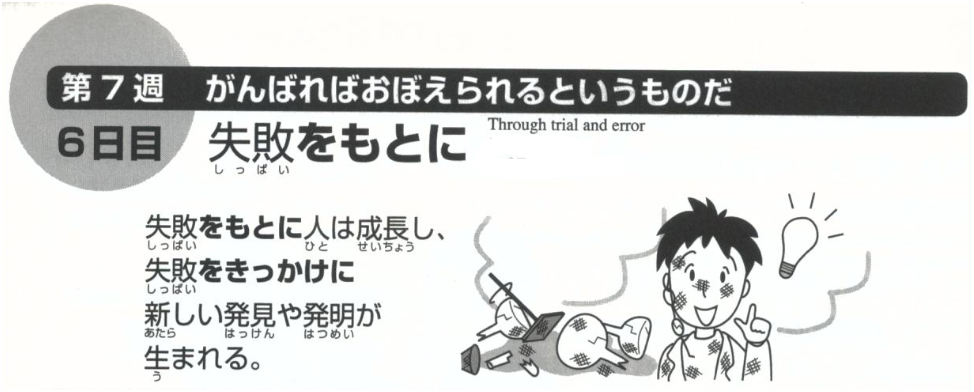 第7週 がんばればおぼえられるというものだ
6日目 失敗をもとに Through trial and error
しっぱい
失敗をもとに人は成長し、
しっぱい ひと せいちょう
失敗をきっかけに
しっぱい
新しい発見や発明が
あたら はっけん はつめい
生まれる。
う